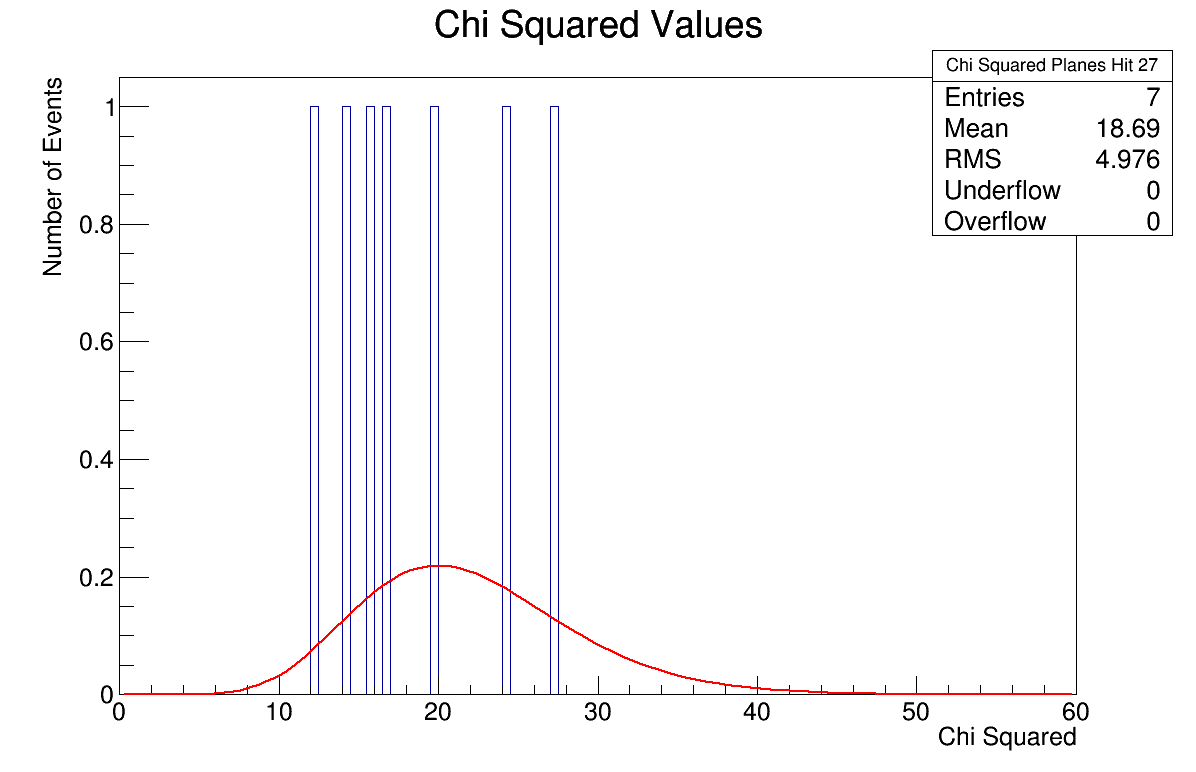 Chi Squared Values
Chi Squared Planes Hit 27
Entries 7
Mean 18.69
RMS 4.976
Underflow 0
Overflow 0
Number of Events
1
0.8
0.6
0.4
0.2
0
0 10 20 30 40 50 60
Chi Squared